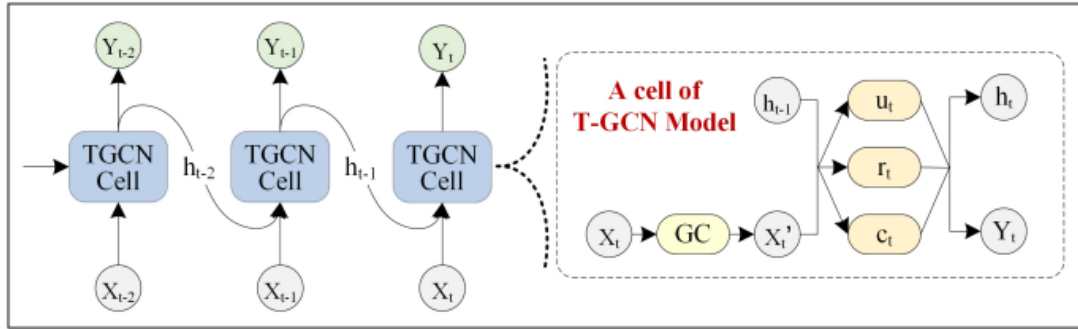 Y_{t-2}
Y_{t-1}
Y_t
TGCN
Cell
h_{t-2}
TGCN
Cell
h_{t-1}
TGCN
Cell
X_{t-2}
X_{t-1}
X_t
A cell of
T-GCN Model
h_{t-1}
u_t
h_t
r_t
X_t
GC
X_t'
c_t
Y_t